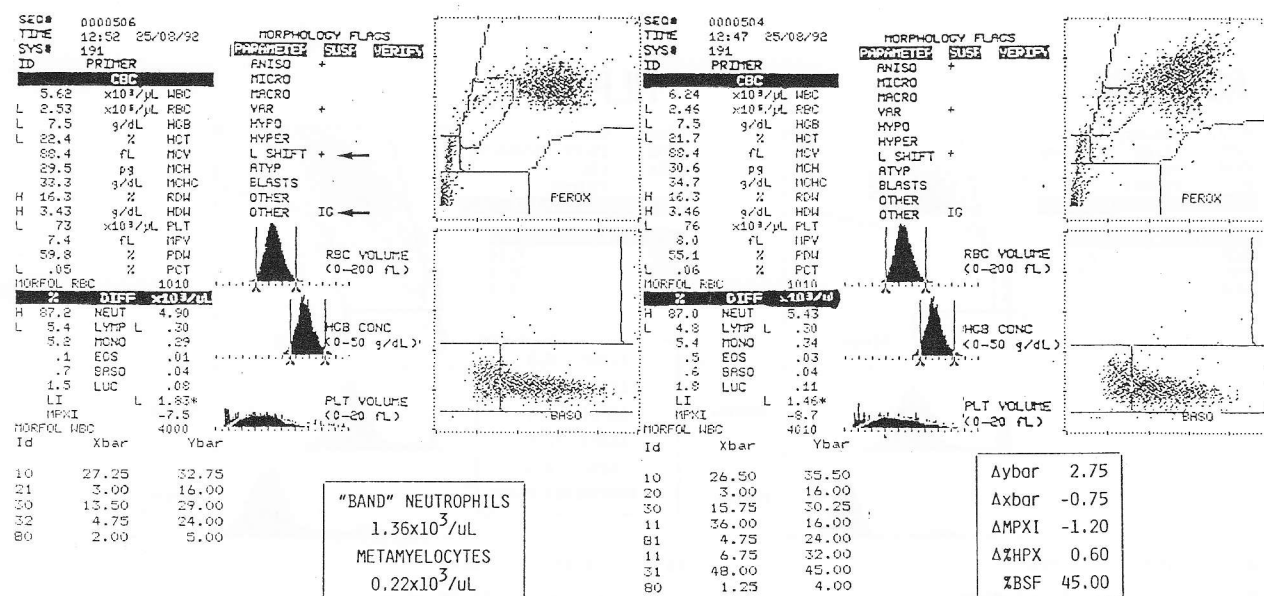 SEQ# 0000506
TIME 12:52 25/08/92
SYS# 191
ID PRIMER
CBC
5.62 x10³/µL WBC
L 2.53 x10⁶/µL RBC
L 7.5 g/dL HGB
L 22.4 % HCT
88.4 fL MCV
29.5 pg MCH
33.3 g/dL MCHC
H 16.3 % RDW
H 3.43 g/dL HDW
L 73 x10³/µL PLT
7.4 fL MPV
59.8 % PDW
L .05 % PCT
MORFOL RBC 1010
% DIFF x10³/uL
H 87.2 NEUT 4.90
L 5.4 LYMP L .30
5.2 MONO .29
.1 EOS .01
.7 BASO .04
1.5 LUC .08
LI L 1.83*
MPXI -7.5
MORFOL WBC 4000
Id Xbar Ybar
10 27.25 32.75
21 3.00 16.00
30 13.50 29.00
32 4.75 24.00
80 2.00 5.00
MORPHOLOGY FLAGS
PARAMETER SUSP VERIFY
ANISO +
MICRO
MACRO
VAR +
HYPO
HYPER
L SHIFT +
ATYP
BLASTS
OTHER
OTHER IG
RBC VOLUME
(0-200 fL)
HGB CONC
(0-50 g/dL)
PLT VOLUME
(0-20 fL)
PEROX
"BAND" NEUTROPHILS
1.36x10³/uL
METAMYELOCYTES
0.22x10³/uL
SEQ# 0000504
TIME 12:47 25/08/92
SYS# 191
ID PRIMER
CBC
6.24 x10³/µL WBC
L 2.46 x10⁶/µL RBC
L 7.5 g/dL HGB
L 21.7 % HCT
88.4 fL MCV
30.6 pg MCH
34.7 g/dL MCHC
H 16.3 % RDW
H 3.46 g/dL HDW
L 76 x10³/µL PLT
8.0 fL MPV
55.1 % PDW
L .06 % PCT
MORFOL RBC 1010
% DIFF x10³/ul
H 87.0 NEUT 5.43
L 4.8 LYMP L .30
5.4 MONO .34
.5 EOS .03
.6 BASO .04
1.8 LUC .11
LI L 1.46*
MPXI -8.7
MORFOL WBC 4010
Id Xbar Ybar
10 26.50 35.50
20 3.00 16.00
30 15.75 30.25
11 36.00 16.00
81 4.75 24.00
11 6.75 32.00
31 48.00 45.00
80 1.25 4.00
MORPHOLOGY FLAGS
PARAMETER SUSP VERIFY
ANISO +
MICRO
MACRO
VAR +
HYPO
HYPER
L SHIFT +
ATYP
BLASTS
OTHER
OTHER IG
RBC VOLUME
(0-200 fL)
HGB CONC
(0-50 g/dL)
PLT VOLUME
(0-20 fL)
PEROX
BASO
Δybar 2.75
Δxbar -0.75
ΔMPXI -1.20
Δ%HPX 0.60
%BSF 45.00